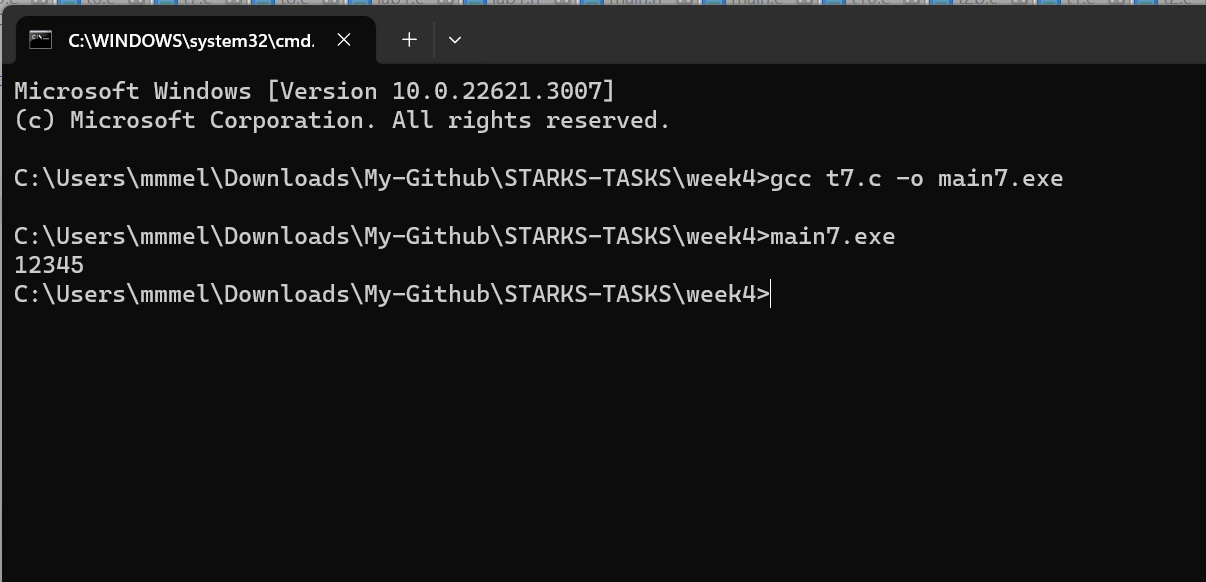 C:\WINDOWS\system32\cmd.
Microsoft Windows [Version 10.0.22621.3007]
(c) Microsoft Corporation. All rights reserved.
C:\Users\mmmel\Downloads\My-Github\STARKS-TASKS\week4>gcc t7.c -o main7.exe
C:\Users\mmmel\Downloads\My-Github\STARKS-TASKS\week4>main7.exe
12345
C:\Users\mmmel\Downloads\My-Github\STARKS-TASKS\week4>